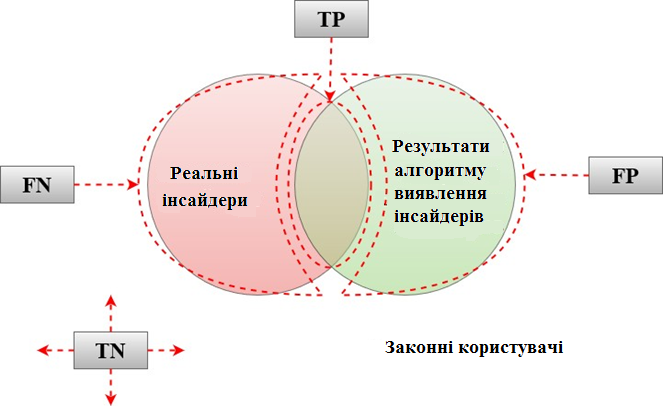 TP
Реальні
інсайдери
Результати
алгоритму
виявлення
інсайдерів
FN
FP
TN
Законні користувачі